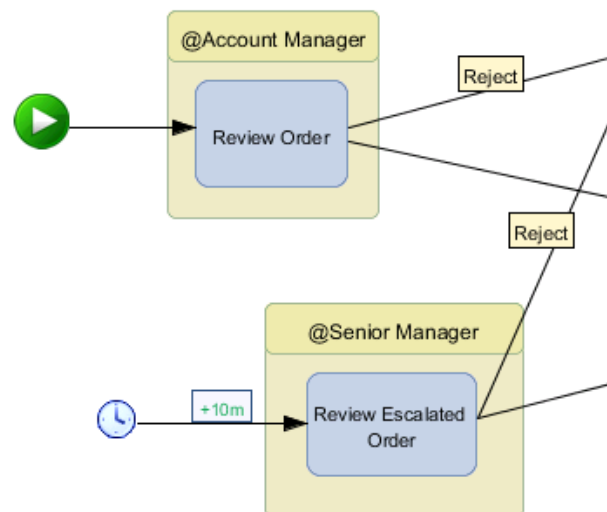 @Account Manager
Reject
Review Order
Reject
@Senior Manager
+10m
Review Escalated
Order